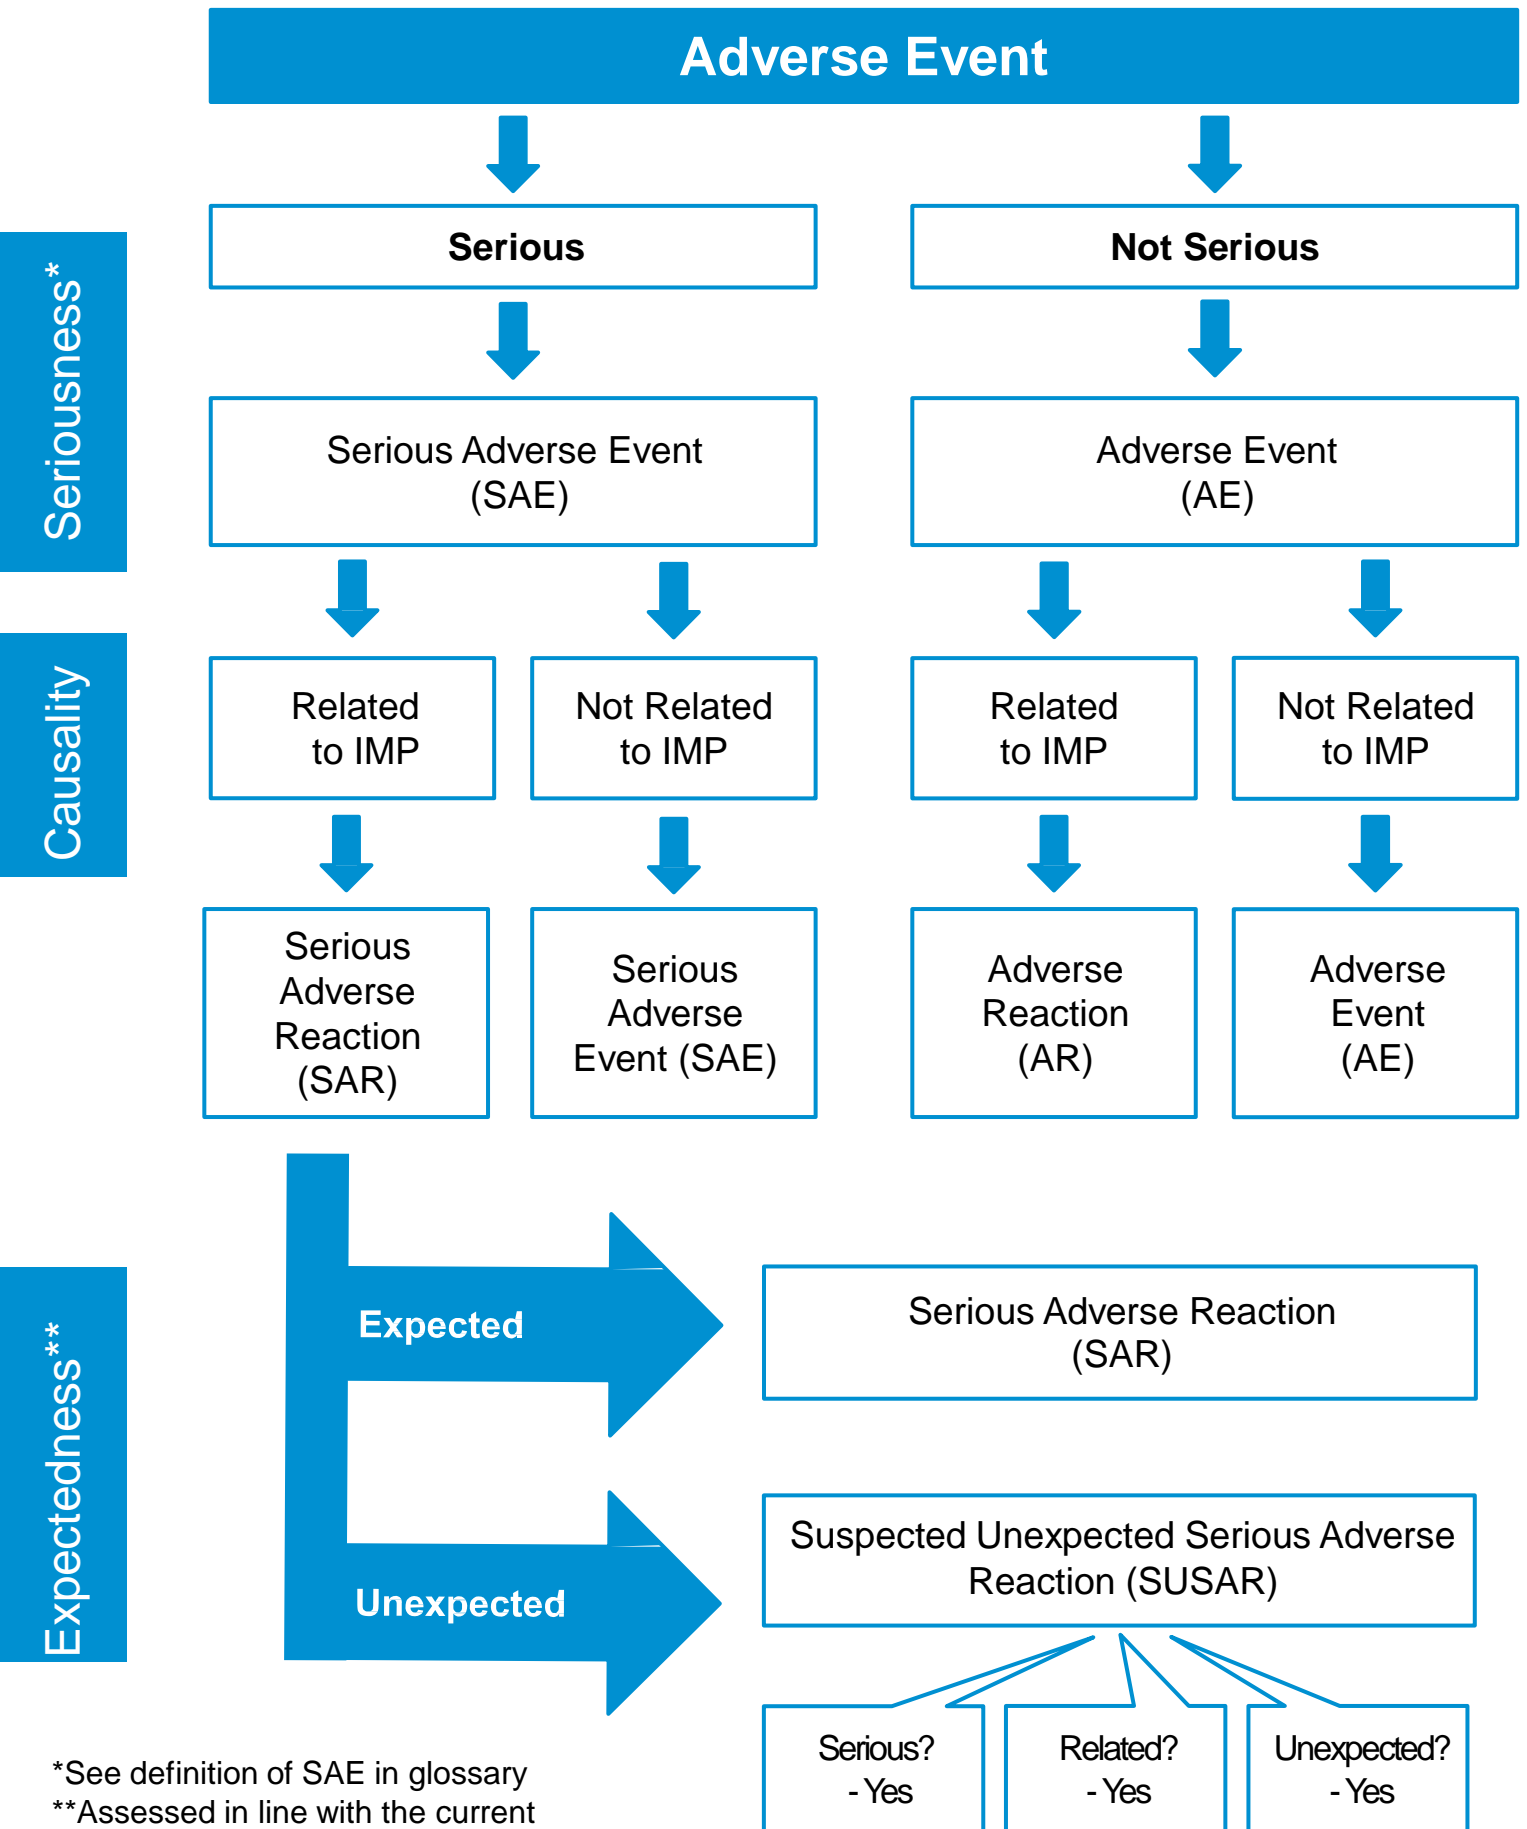 Adverse Event
Serious
Not Serious
Seriousness*
Serious Adverse Event
(SAE)
Adverse Event
(AE)
Causality
Related
to IMP
Not Related
to IMP
Related
to IMP
Not Related
to IMP
Serious
Adverse
Reaction
(SAR)
Serious
Adverse
Event (SAE)
Adverse
Reaction
(AR)
Adverse
Event
(AE)
Expectedness**
Expected
Serious Adverse Reaction
(SAR)
Unexpected
Suspected Unexpected Serious Adverse
Reaction (SUSAR)
Serious?
- Yes
Related?
- Yes
Unexpected?
- Yes
*See definition of SAE in glossary
**Assessed in line with the current